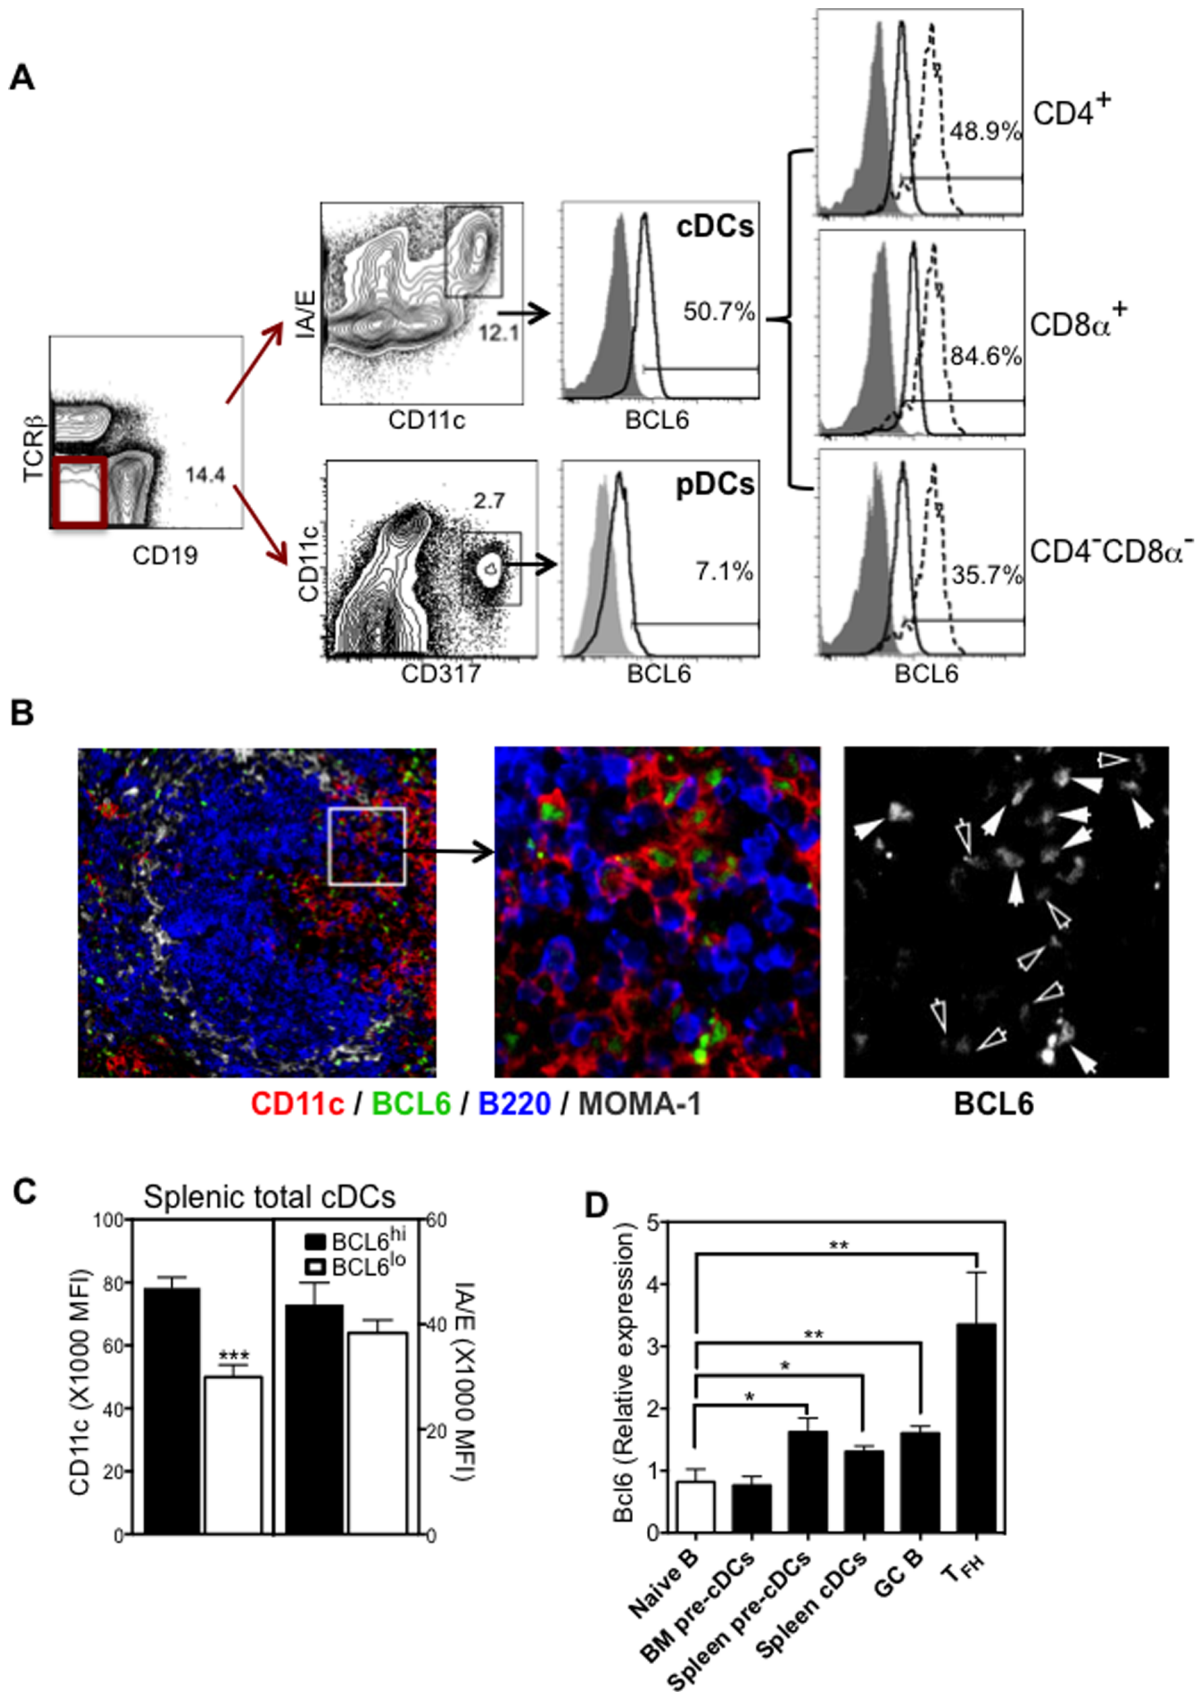 A
TCRβ
14.4
CD19
IA/E
12.1
CD11c
cDCs
50.7%
BCL6
CD11c
2.7
CD317
pDCs
7.1%
BCL6
48.9%
CD4+
84.6%
CD8α+
35.7%
CD4-CD8α-
BCL6
B
CD11c / BCL6 / B220 / MOMA-1
BCL6
C
Splenic total cDCs
CD11c (X1000 MFI)
100
80
60
40
20
0
***
BCL6hi
BCL6lo
60
40
20
0
IA/E (X1000 MFI)
D
Bcl6 (Relative expression)
5
4
3
2
1
0
**
**
*
*
Naive B
BM pre-cDCs
Spleen pre-cDCs
Spleen cDCs
GC B
TFH